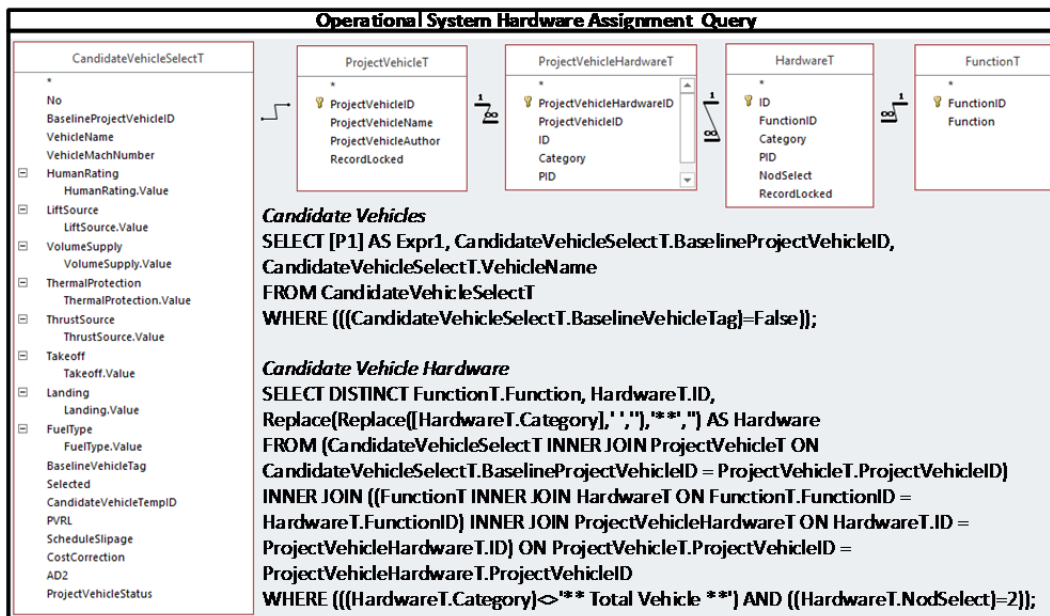 Operational System Hardware Assignment Query
CandidateVehicleSelectT
*
No
BaselineProjectVehicleID
VehicleName
VehicleMachNumber
HumanRating
HumanRating.Value
LiftSource
LiftSource.Value
VolumeSupply
VolumeSupply.Value
ThermalProtection
ThermalProtection.Value
ThrustSource
ThrustSource.Value
Takeoff
Takeoff.Value
Landing
Landing.Value
FuelType
FuelType.Value
BaselineVehicleTag
Selected
CandidateVehicleTempID
PVRL
ScheduleSlipage
CostCorrection
AD2
ProjectVehicleStatus
ProjectVehicleT
*
ProjectVehicleID
ProjectVehicleName
ProjectVehicleAuthor
RecordLocked
1
∞
ProjectVehicleHardwareT
*
ProjectVehicleHardwareID
ProjectVehicleID
ID
Category
PID
1
∞
HardwareT
*
ID
FunctionID
Category
PID
NodSelect
RecordLocked
1
∞
FunctionT
*
FunctionID
Function
Candidate Vehicles
SELECT [P1] AS Expr1, CandidateVehicleSelectT.BaselineProjectVehicleID,
CandidateVehicleSelectT.VehicleName
FROM CandidateVehicleSelectT
WHERE (((CandidateVehicleSelectT.BaselineVehicleTag)=False));
Candidate Vehicle Hardware
SELECT DISTINCT FunctionT.Function, HardwareT.ID,
Replace(Replace([HardwareT.Category],' ',''),'**','') AS Hardware
FROM (CandidateVehicleSelectT INNER JOIN ProjectVehicleT ON
CandidateVehicleSelectT.BaselineProjectVehicleID = ProjectVehicleT.ProjectVehicleID)
INNER JOIN ((FunctionT INNER JOIN HardwareT ON FunctionT.FunctionID =
HardwareT.FunctionID) INNER JOIN ProjectVehicleHardwareT ON HardwareT.ID =
ProjectVehicleHardwareT.ID) ON ProjectVehicleT.ProjectVehicleID =
ProjectVehicleHardwareT.ProjectVehicleID
WHERE (((HardwareT.Category)<>'** Total Vehicle **') AND ((HardwareT.NodSelect)=2));